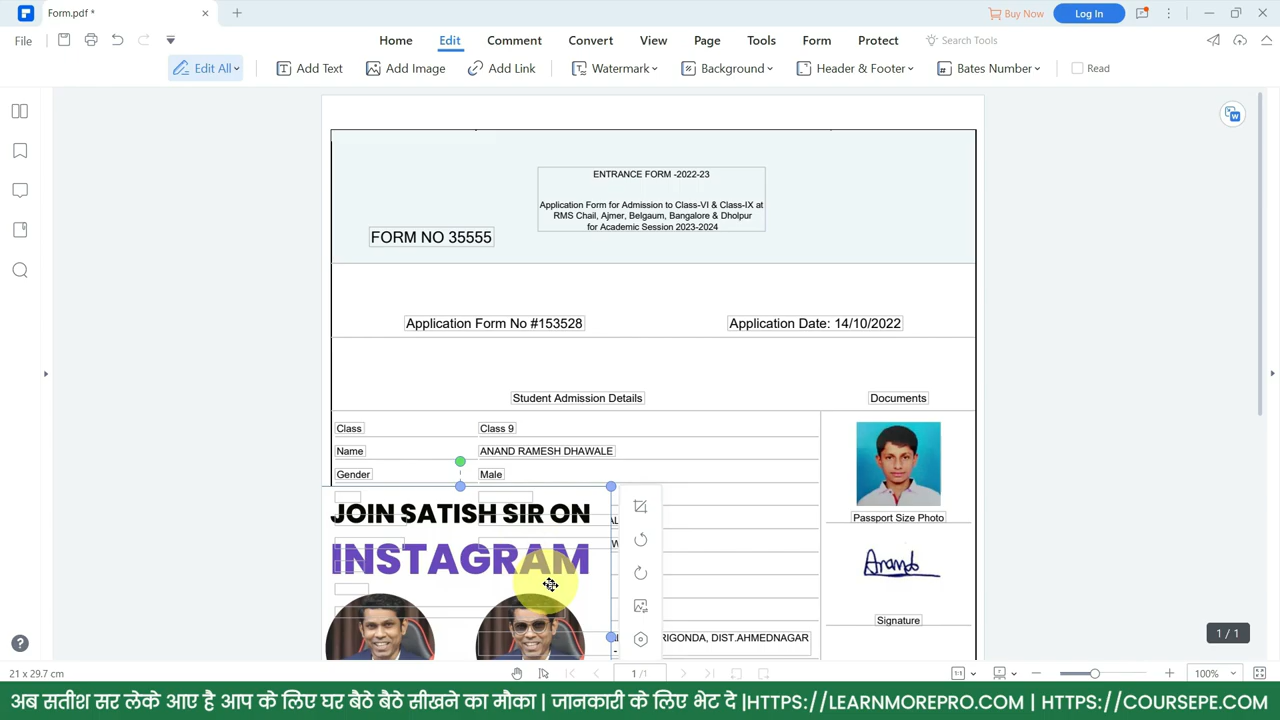 Form.pdf *
Buy Now
Log In
File
Home
Edit
Comment
Convert
View
Page
Tools
Form
Protect
Search Tools
Edit All
Add Text
Add Image
Add Link
Watermark
Background
Header & Footer
Bates Number
Read
ENTRANCE FORM -2022-23
Application Form for Admission to Class-VI & Class-IX at
RMS Chail, Ajmer, Belgaum, Bangalore & Dholpur
for Academic Session 2023-2024
FORM NO 35555
Application Form No #153528
Application Date: 14/10/2022
Student Admission Details
Documents
Class
Class 9
Name
ANAND RAMESH DHAWALE
Gender
Male
JOIN SATISH SIR ON
INSTAGRAM
Passport Size Photo
Anand
Signature
RIGONDA, DIST.AHMEDNAGAR
1 / 1
21 x 29.7 cm
1 /1
100%
अब सतीश सर लेके आए है आप के लिए घर बैठे बैठे सीखने का मौका | जानकारी के लिए भेट दे |HTTPS://LEARNMOREPRO.COM | HTTPS://COURSEPE.COM